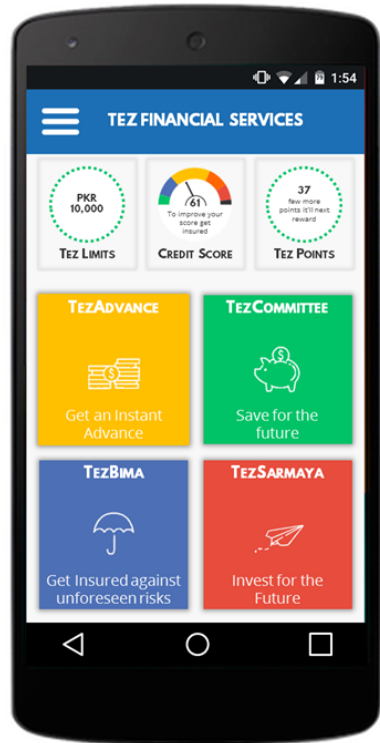 1:54
TEZ FINANCIAL SERVICES
PKR
10,000
TEZ LIMITS
61
To improve your
score get
insured
CREDIT SCORE
37
few more
points it'll next
reward
TEZ POINTS
TEZADVANCE
Get an Instant
Advance
TEZCOMMITTEE
Save for the
future
TEZBIMA
Get Insured against
unforeseen risks
TEZSARMAYA
Invest for the
Future